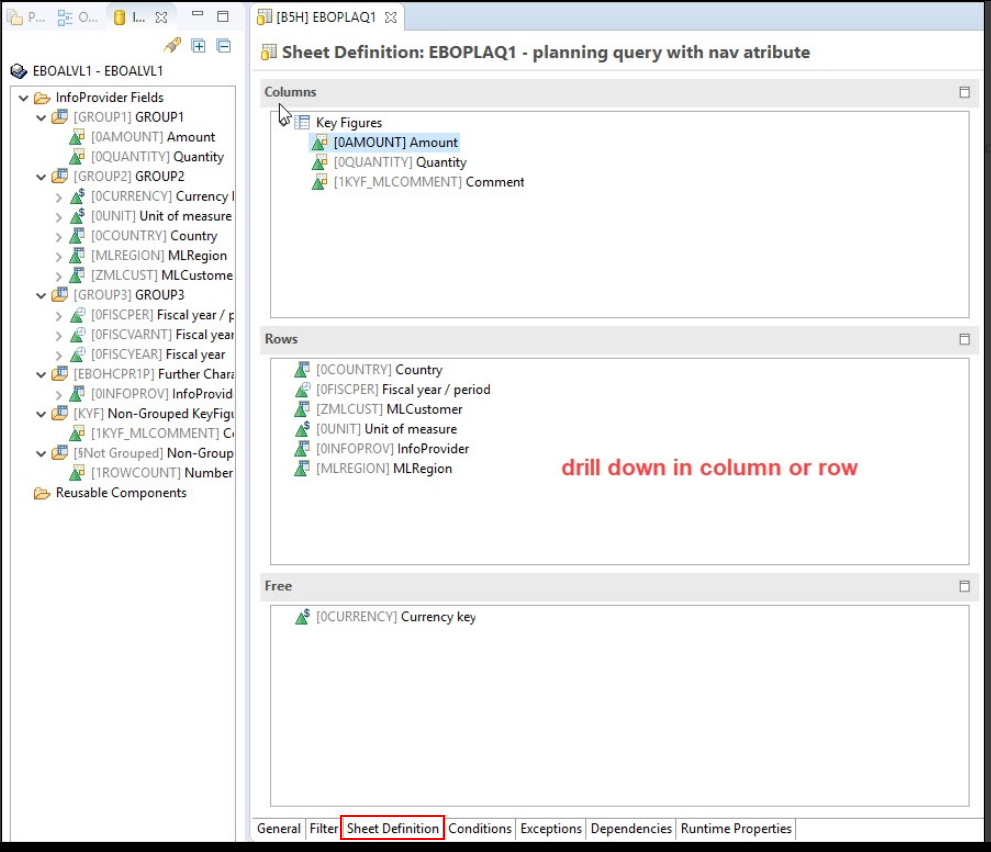 P...
O...
I...
[B5H] EBOPLAQ1
Sheet Definition: EBOPLAQ1 - planning query with nav atribute
EBOALVL1 - EBOALVL1
InfoProvider Fields
[GROUP1] GROUP1
[0AMOUNT] Amount
[0QUANTITY] Quantity
[GROUP2] GROUP2
[0CURRENCY] Currency
[0UNIT] Unit of measure
[0COUNTRY] Country
[MLREGION] MLRegion
[ZMLCUST] MLCustome
[GROUP3] GROUP3
[0FISCPER] Fiscal year / p
[0FISCVARNT] Fiscal year
[0FISCYEAR] Fiscal year
[EBOHCPR1P] Further Chara
[0INFOPROV] InfoProvid
[KYF] Non-Grouped KeyFigu
[1KYF_MLCOMMENT] Co
[§Not Grouped] Non-Group
[1ROWCOUNT] Number
Reusable Components
Columns
Key Figures
[0AMOUNT] Amount
[0QUANTITY] Quantity
[1KYF_MLCOMMENT] Comment
Rows
[0COUNTRY] Country
[0FISCPER] Fiscal year / period
[ZMLCUST] MLCustomer
[0UNIT] Unit of measure
[0INFOPROV] InfoProvider
[MLREGION] MLRegion
drill down in column or row
Free
[0CURRENCY] Currency key
General
Filter
Sheet Definition
Conditions
Exceptions
Dependencies
Runtime Properties